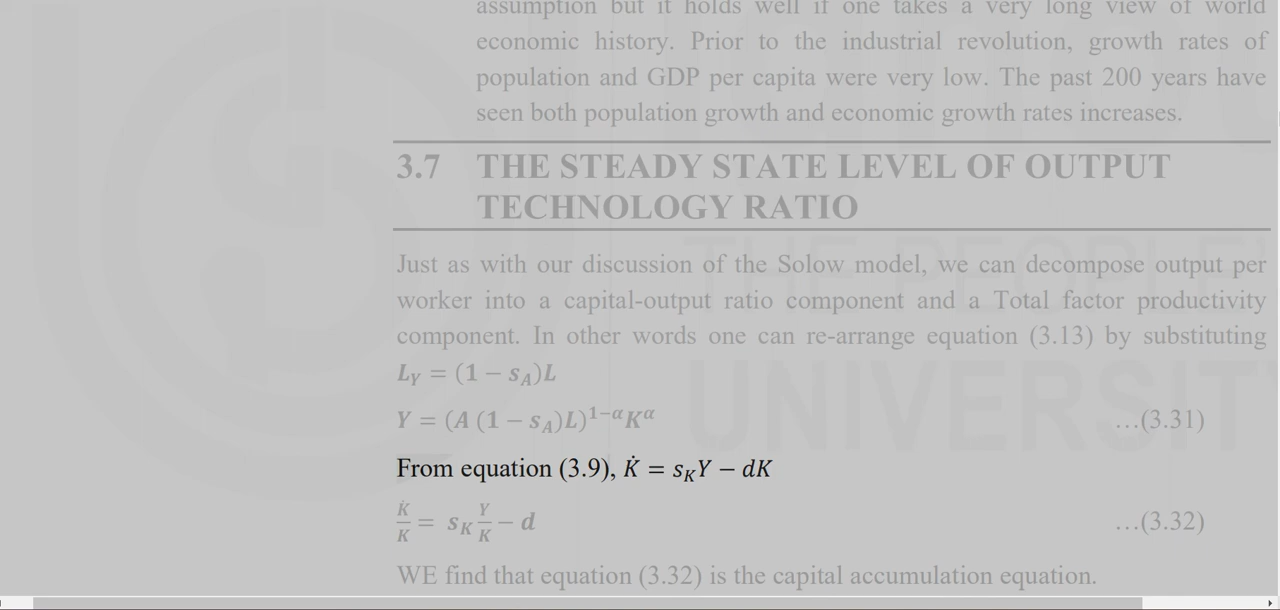 assumption but it holds well if one takes a very long view of world
economic history. Prior to the industrial revolution, growth rates of
population and GDP per capita were very low. The past 200 years have
seen both population growth and economic growth rates increases.
3.7 THE STEADY STATE LEVEL OF OUTPUT
TECHNOLOGY RATIO
Just as with our discussion of the Solow model, we can decompose output per
worker into a capital-output ratio component and a Total factor productivity
component. In other words one can re-arrange equation (3.13) by substituting
L_Y = (1 − s_A)L
Y = (A (1 − s_A)L)^{1−α}K^α …(3.31)
From equation (3.9), K̇ = s_K Y − dK
K̇/K = s_K Y/K − d …(3.32)
WE find that equation (3.32) is the capital accumulation equation.
THE PEOPLE'
UNIVERSIT